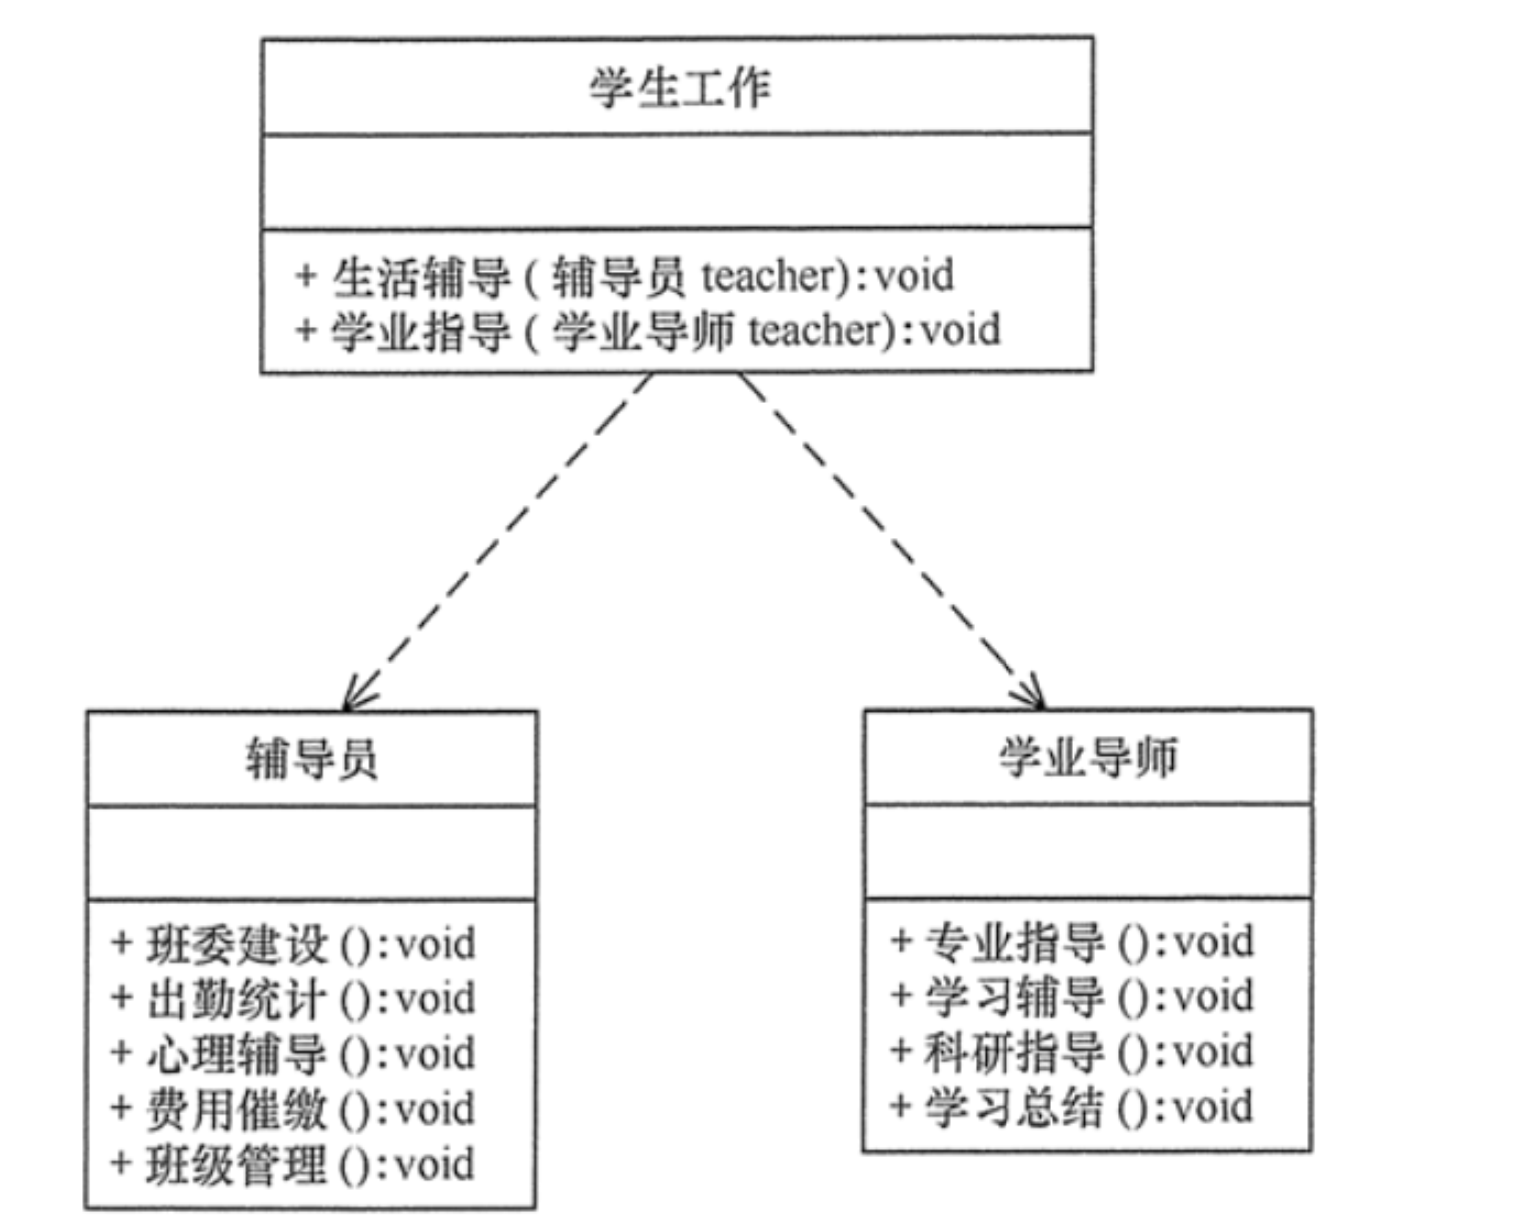 学生工作
+ 生活辅导 ( 辅导员 teacher):void
+ 学业指导 ( 学业导师 teacher):void
辅导员
+ 班委建设 ():void
+ 出勤统计 ():void
+ 心理辅导 ():void
+ 费用催缴 ():void
+ 班级管理 ():void
学业导师
+ 专业指导 ():void
+ 学习辅导 ():void
+ 科研指导 ():void
+ 学习总结 ():void